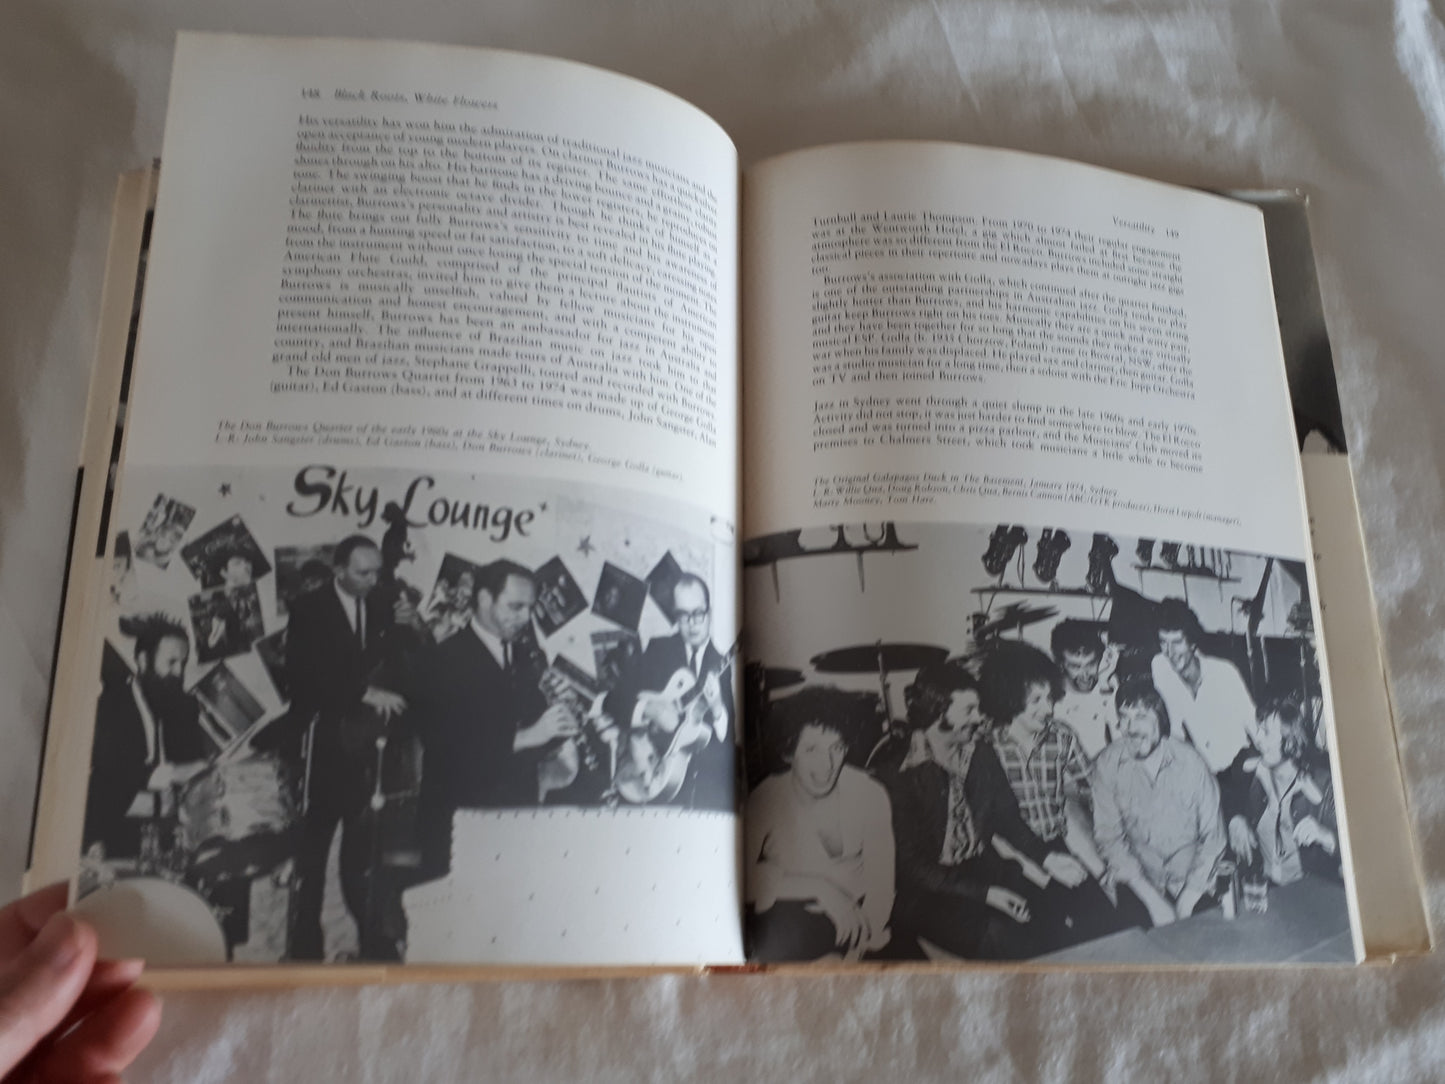 148 Black Roots, White Flowers
His versatility has won him the admiration of traditional jazz musicians and the
open acceptance of young modern players. On clarinet Burrows has a quicksilver
fluidity from the top to the bottom of its register. The same effortless clarity
shines through on his alto. His baritone has a driving bounce and a grainy, robust
tone. The swinging boost that he finds in the lower registers, he reproduces on
clarinet with an electronic octave divider. Though he thinks of himself as a
clarinettist, Burrows's personality and artistry is best revealed in his flute playing.
The flute brings out fully Burrows's sensitivity to time and his awareness of
mood, from a hunting speed or fat satisfaction, to a soft delicacy, caressing notes
from the instrument without once losing the special tension of the moment. The
American Flute Guild, comprised of the principal flautists of American
symphony orchestras, invited him to give them a lecture about the instrument.
Burrows is musically unselfish, valued by fellow musicians for his open
communication and honest encouragement, and with a competent ability to
present himself, Burrows has been an ambassador for jazz in Australia and
internationally. The influence of Brazilian music on jazz took him to that
country, and Brazilian musicians made tours of Australia with him. One of the
grand old men of jazz, Stephane Grappelli, toured and recorded with Burrows.
The Don Burrows Quartet from 1963 to 1974 was made up of George Golla
(guitar), Ed Gaston (bass), and at different times on drums, John Sangster, Alan
The Don Burrows Quartet of the early 1960s at the Sky Lounge, Sydney.
L-R: John Sangster (drums), Ed Gaston (bass), Don Burrows (clarinet), George Golla (guitar).
Sky Lounge
Versatility 149
Turnbull and Laurie Thompson. From 1970 to 1974 their regular engagement
was at the Wentworth Hotel, a gig which almost failed at first because the
atmosphere was so different from the El Rocco. Burrows included some straight
classical pieces in their repertoire and nowadays plays them at outright jazz gigs
too.
Burrows's association with Golla, which continued after the quartet finished,
is one of the outstanding partnerships in Australian jazz. Golla tends to play
slightly hotter than Burrows, and his harmonic capabilities on his seven string
guitar keep Burrows right on his toes. Musically they are a quick and wary pair,
and they have been together for so long that the sounds they make are virtually
musical ESP. Golla (b. 1935 Chorzow, Poland) came to Bowral, NSW, after the
war when his family was displaced. He played sax and clarinet, then guitar. Golla
was a studio musician for a long time, then a soloist with the Eric Jupp Orchestra
on TV and then joined Burrows.
Jazz in Sydney went through a quiet slump in the late 1960s and early 1970s.
Activity did not stop, it was just harder to find somewhere to blow. The El Rocco
closed and was turned into a pizza parlour, and the Musicians' Club moved its
premises to Chalmers Street, which took musicians a little while to become
The Original Galapagos Duck in The Basement, January 1974, Sydney
L-R: Willie Qua, Doug Robson, Chris Qua, Bernie Cannon (ABC/GTK producer), Horst Liepolt (manager),
Marty Mooney, Tom Hare.